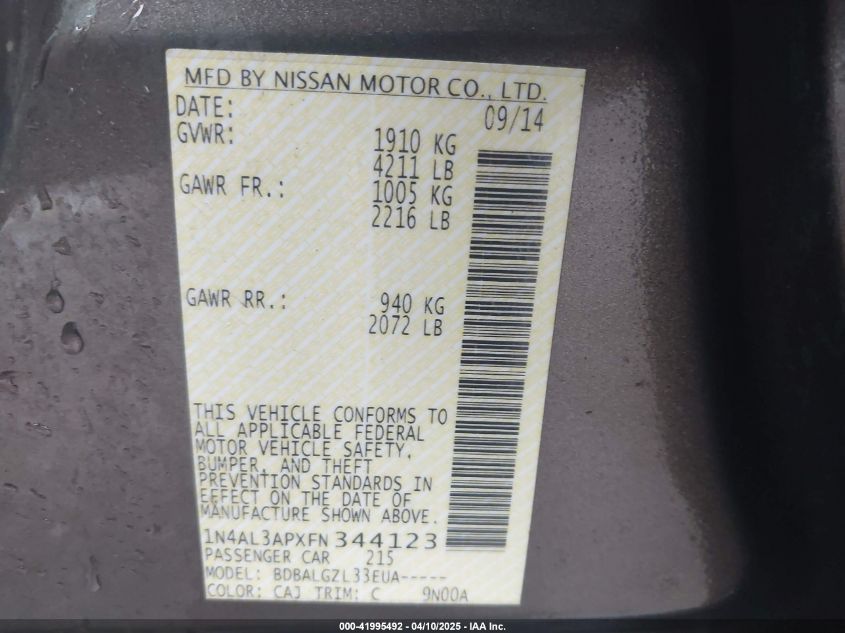 MFD BY NISSAN MOTOR CO., LTD.
DATE: 09/14
GVWR: 1910 KG
4211 LB
GAWR FR.: 1005 KG
2216 LB
GAWR RR.: 940 KG
2072 LB
THIS VEHICLE CONFORMS TO
ALL APPLICABLE FEDERAL
MOTOR VEHICLE SAFETY,
BUMPER, AND THEFT
PREVENTION STANDARDS IN
EFFECT ON THE DATE OF
MANUFACTURE SHOWN ABOVE.
1N4AL3APXFN344123
PASSENGER CAR 215
MODEL: BDBALGZL33EUA-----
COLOR: CAJ TRIM: C 9N00A
000-41995492 - 04/10/2025 - IAA Inc.